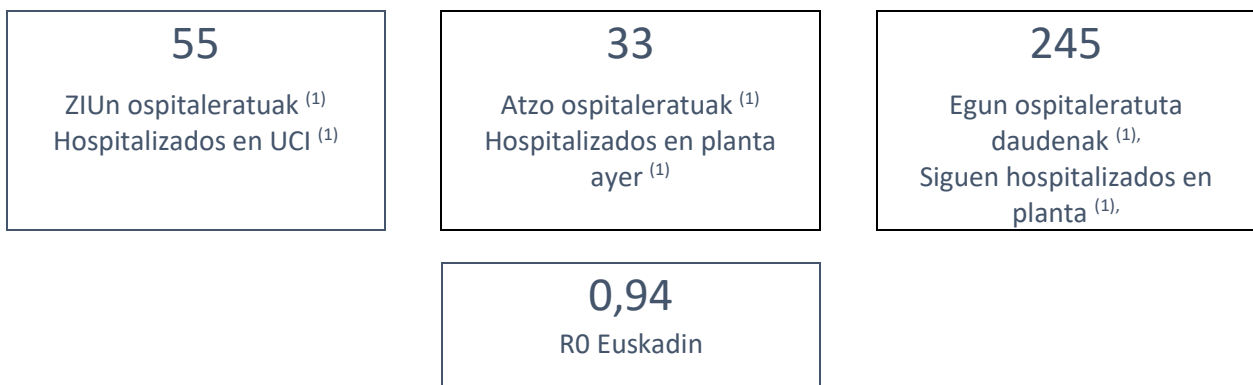 55
ZIUn ospitaleratuak (1)
Hospitalizados en UCI (1)
33
Atzo ospitaleratuak (1)
Hospitalizados en planta
ayer (1)
245
Egun ospitaleratuta
daudenak (1),
Siguen hospitalizados en
planta (1),
0,94
R0 Euskadin